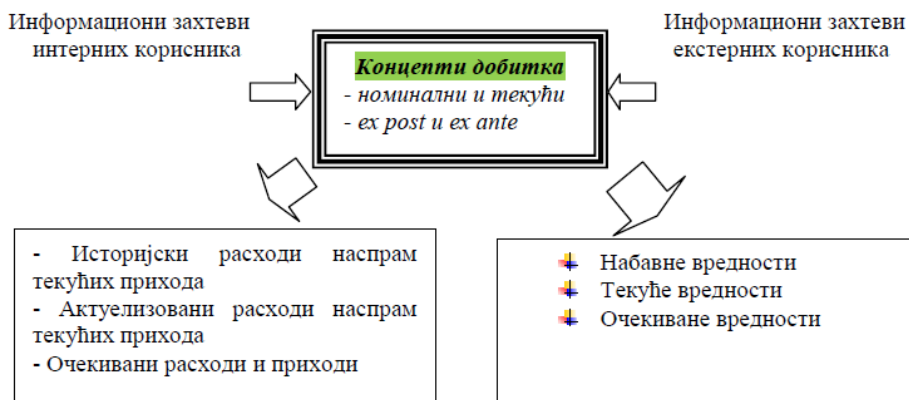 Информациони захтеви
интерних корисника
Информациони захтеви
екстерних корисника
Концепти добитка
- номинални и текући
- ex post и ex ante
- Историјски расходи наспрам
текућих прихода
- Актуелизовани расходи наспрам
текућих прихода
- Очекивани расходи и приходи
Набавне вредности
Текуће вредности
Очекиване вредности